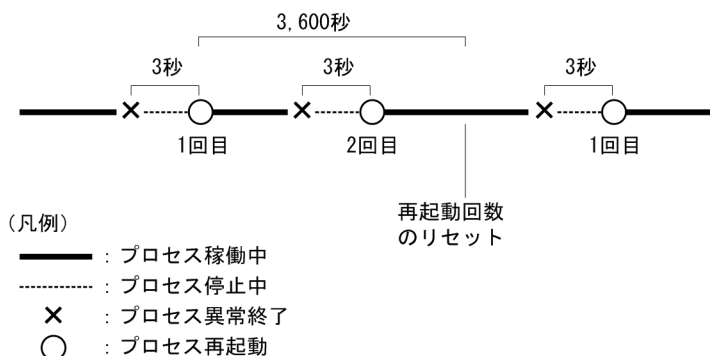 3,600秒
3秒 3秒 3秒
1回目 2回目 1回目
再起動回数
のリセット
(凡例)
: プロセス稼働中
: プロセス停止中
: プロセス異常終了
: プロセス再起動